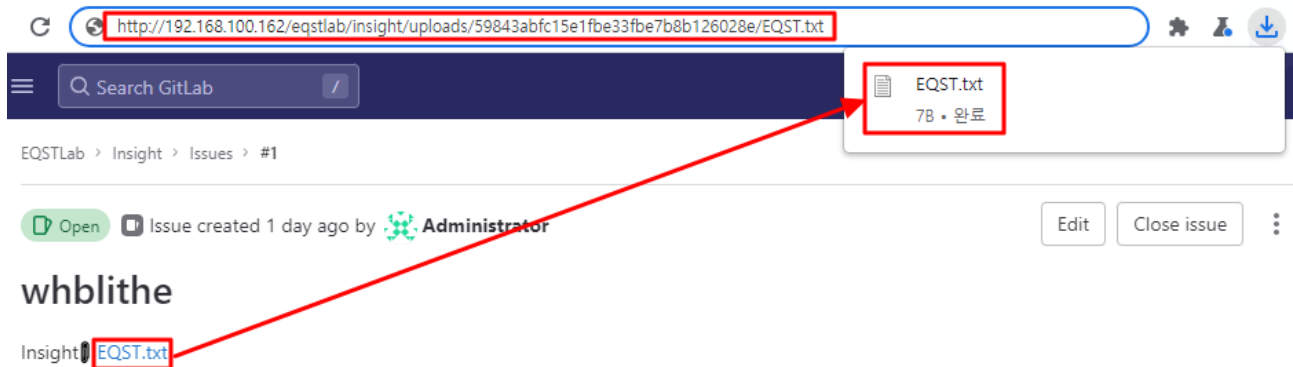 http://192.168.100.162/eqstlab/insight/uploads/59843abfc15e1fbe33fbe7b8b126028e/EQST.txt
Search GitLab /
EQST.txt
7B • 완료
EQSTLab > Insight > Issues > #1
Open Issue created 1 day ago by Administrator
Edit Close issue
whblithe
Insight EQST.txt